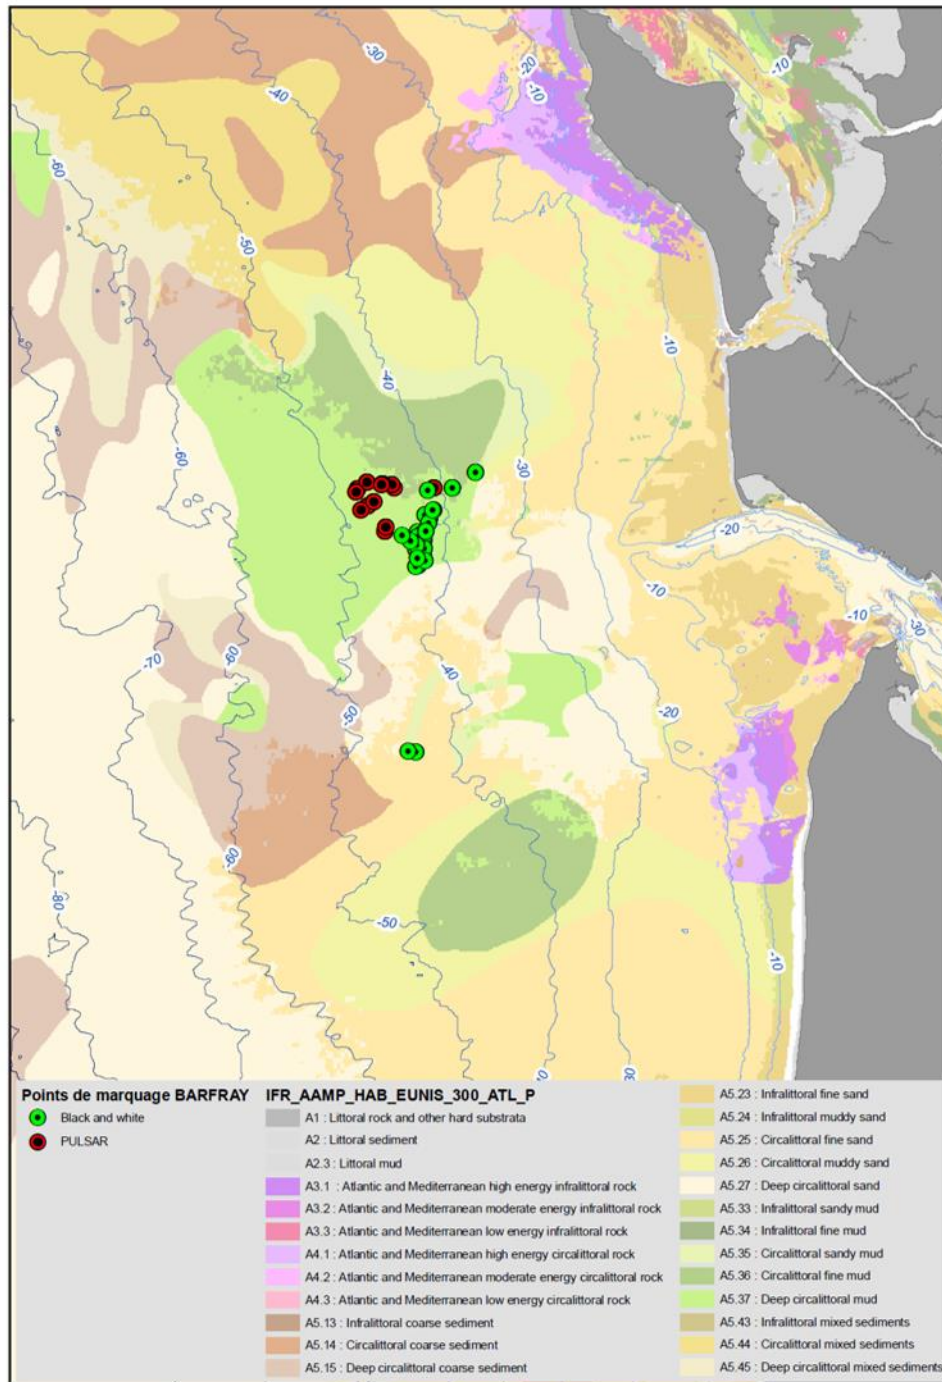 -20
-10
-10
-30
-40
-60
-50
-10
-40
-60
-30
-20
-10
-10
-30
-70
-60
-40
-50
-20
-60
-80
-50
-10
Points de marquage BARFRAY
Black and white
PULSAR
IFR_AAMP_HAB_EUNIS_300_ATL_P
A1 : Littoral rock and other hard substrata
A2 : Littoral sediment
A2.3 : Littoral mud
A3.1 : Atlantic and Mediterranean high energy infralittoral rock
A3.2 : Atlantic and Mediterranean moderate energy infralittoral rock
A3.3 : Atlantic and Mediterranean low energy infralittoral rock
A4.1 : Atlantic and Mediterranean high energy circalittoral rock
A4.2 : Atlantic and Mediterranean moderate energy circalittoral rock
A4.3 : Atlantic and Mediterranean low energy circalittoral rock
A5.13 : Infralittoral coarse sediment
A5.14 : Circalittoral coarse sediment
A5.15 : Deep circalittoral coarse sediment
A5.23 : Infralittoral fine sand
A5.24 : Infralittoral muddy sand
A5.25 : Circalittoral fine sand
A5.26 : Circalittoral muddy sand
A5.27 : Deep circalittoral sand
A5.33 : Infralittoral sandy mud
A5.34 : Infralittoral fine mud
A5.35 : Circalittoral sandy mud
A5.36 : Circalittoral fine mud
A5.37 : Deep circalittoral mud
A5.43 : Infralittoral mixed sediments
A5.44 : Circalittoral mixed sediments
A5.45 : Deep circalittoral mixed sediments